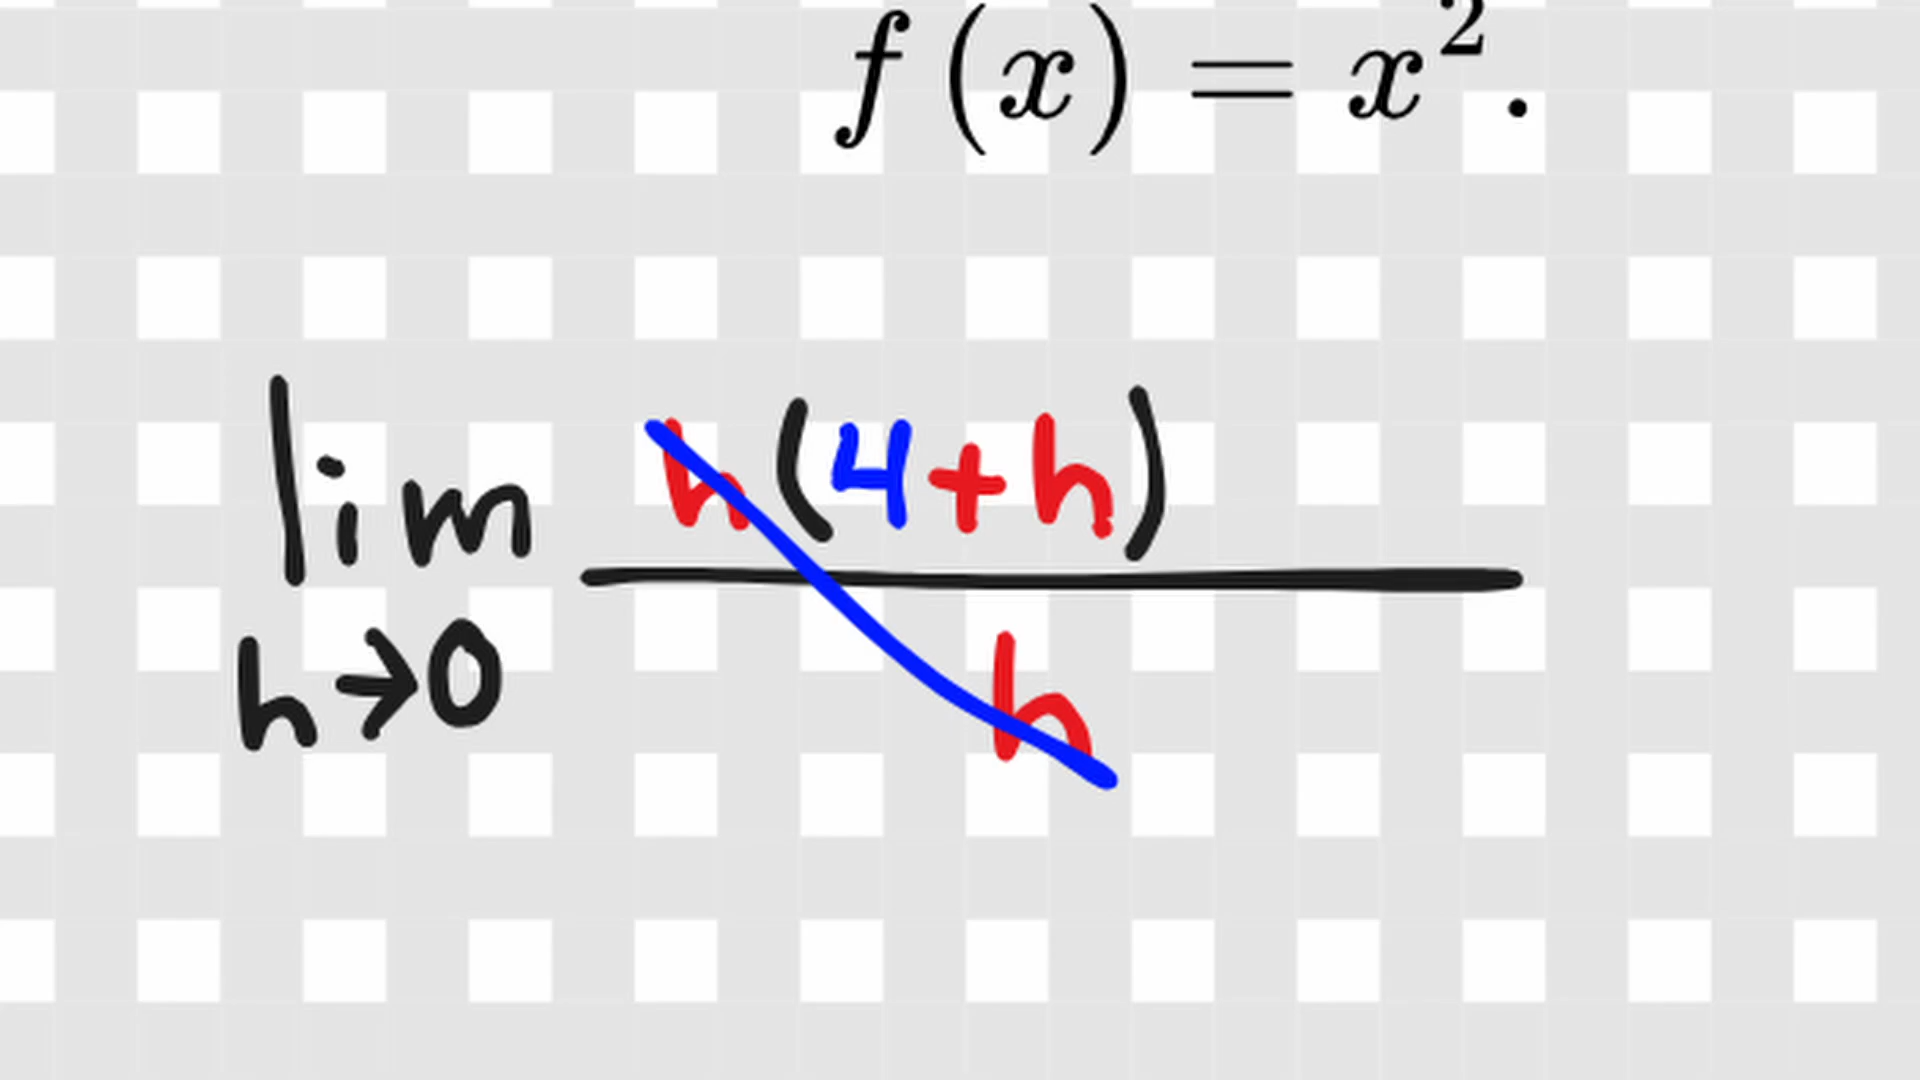 f(x) = x².
lim h(4+h)
h→0 h